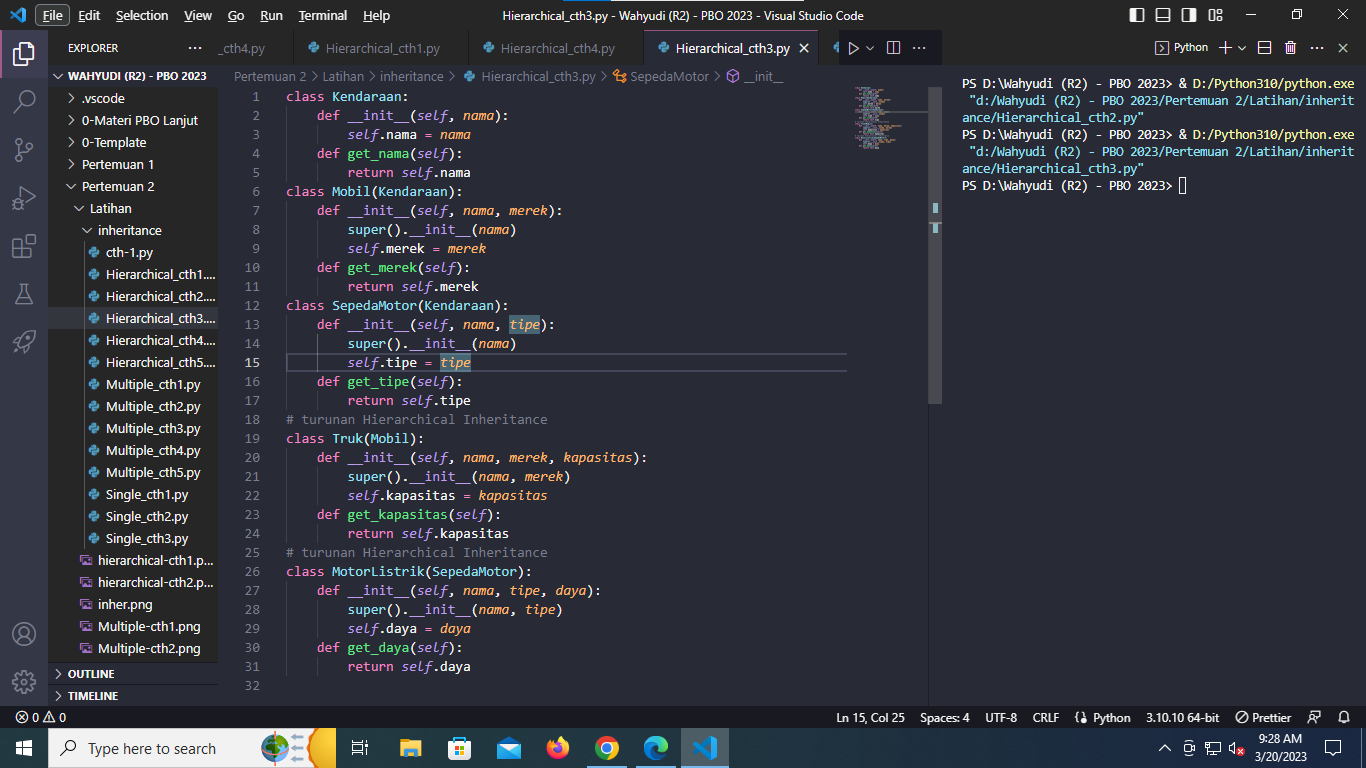 File Edit Selection View Go Run Terminal Help
Hierarchical_cth3.py - Wahyudi (R2) - PBO 2023 - Visual Studio Code
EXPLORER
_cth4.py Hierarchical_cth1.py Hierarchical_cth4.py Hierarchical_cth3.py
Python
WAHYUDI (R2) - PBO 2023
.vscode
0-Materi PBO Lanjut
0-Template
Pertemuan 1
Pertemuan 2
Latihan
inheritance
cth-1.py
Hierarchical_cth1....
Hierarchical_cth2....
Hierarchical_cth3....
Hierarchical_cth4....
Hierarchical_cth5....
Multiple_cth1.py
Multiple_cth2.py
Multiple_cth3.py
Multiple_cth4.py
Multiple_cth5.py
Single_cth1.py
Single_cth2.py
Single_cth3.py
hierarchical-cth1.p...
hierarchical-cth2.p...
inher.png
Multiple-cth1.png
Multiple-cth2.png
OUTLINE
TIMELINE
Pertemuan 2 > Latihan > inheritance > Hierarchical_cth3.py > SepedaMotor > __init__
1 class Kendaraan:
2 def __init__(self, nama):
3 self.nama = nama
4 def get_nama(self):
5 return self.nama
6 class Mobil(Kendaraan):
7 def __init__(self, nama, merek):
8 super().__init__(nama)
9 self.merek = merek
10 def get_merek(self):
11 return self.merek
12 class SepedaMotor(Kendaraan):
13 def __init__(self, nama, tipe):
14 super().__init__(nama)
15 self.tipe = tipe
16 def get_tipe(self):
17 return self.tipe
18 # turunan Hierarchical Inheritance
19 class Truk(Mobil):
20 def __init__(self, nama, merek, kapasitas):
21 super().__init__(nama, merek)
22 self.kapasitas = kapasitas
23 def get_kapasitas(self):
24 return self.kapasitas
25 # turunan Hierarchical Inheritance
26 class MotorListrik(SepedaMotor):
27 def __init__(self, nama, tipe, daya):
28 super().__init__(nama, tipe)
29 self.daya = daya
30 def get_daya(self):
31 return self.daya
32
PS D:\Wahyudi (R2) - PBO 2023> & D:/Python310/python.exe
"d:/Wahyudi (R2) - PBO 2023/Pertemuan 2/Latihan/inherit
ance/Hierarchical_cth2.py"
PS D:\Wahyudi (R2) - PBO 2023> & D:/Python310/python.exe
"d:/Wahyudi (R2) - PBO 2023/Pertemuan 2/Latihan/inherit
ance/Hierarchical_cth3.py"
PS D:\Wahyudi (R2) - PBO 2023>
0 0
Ln 15, Col 25 Spaces: 4 UTF-8 CRLF Python 3.10.10 64-bit Prettier
Type here to search
9:28 AM
3/20/2023